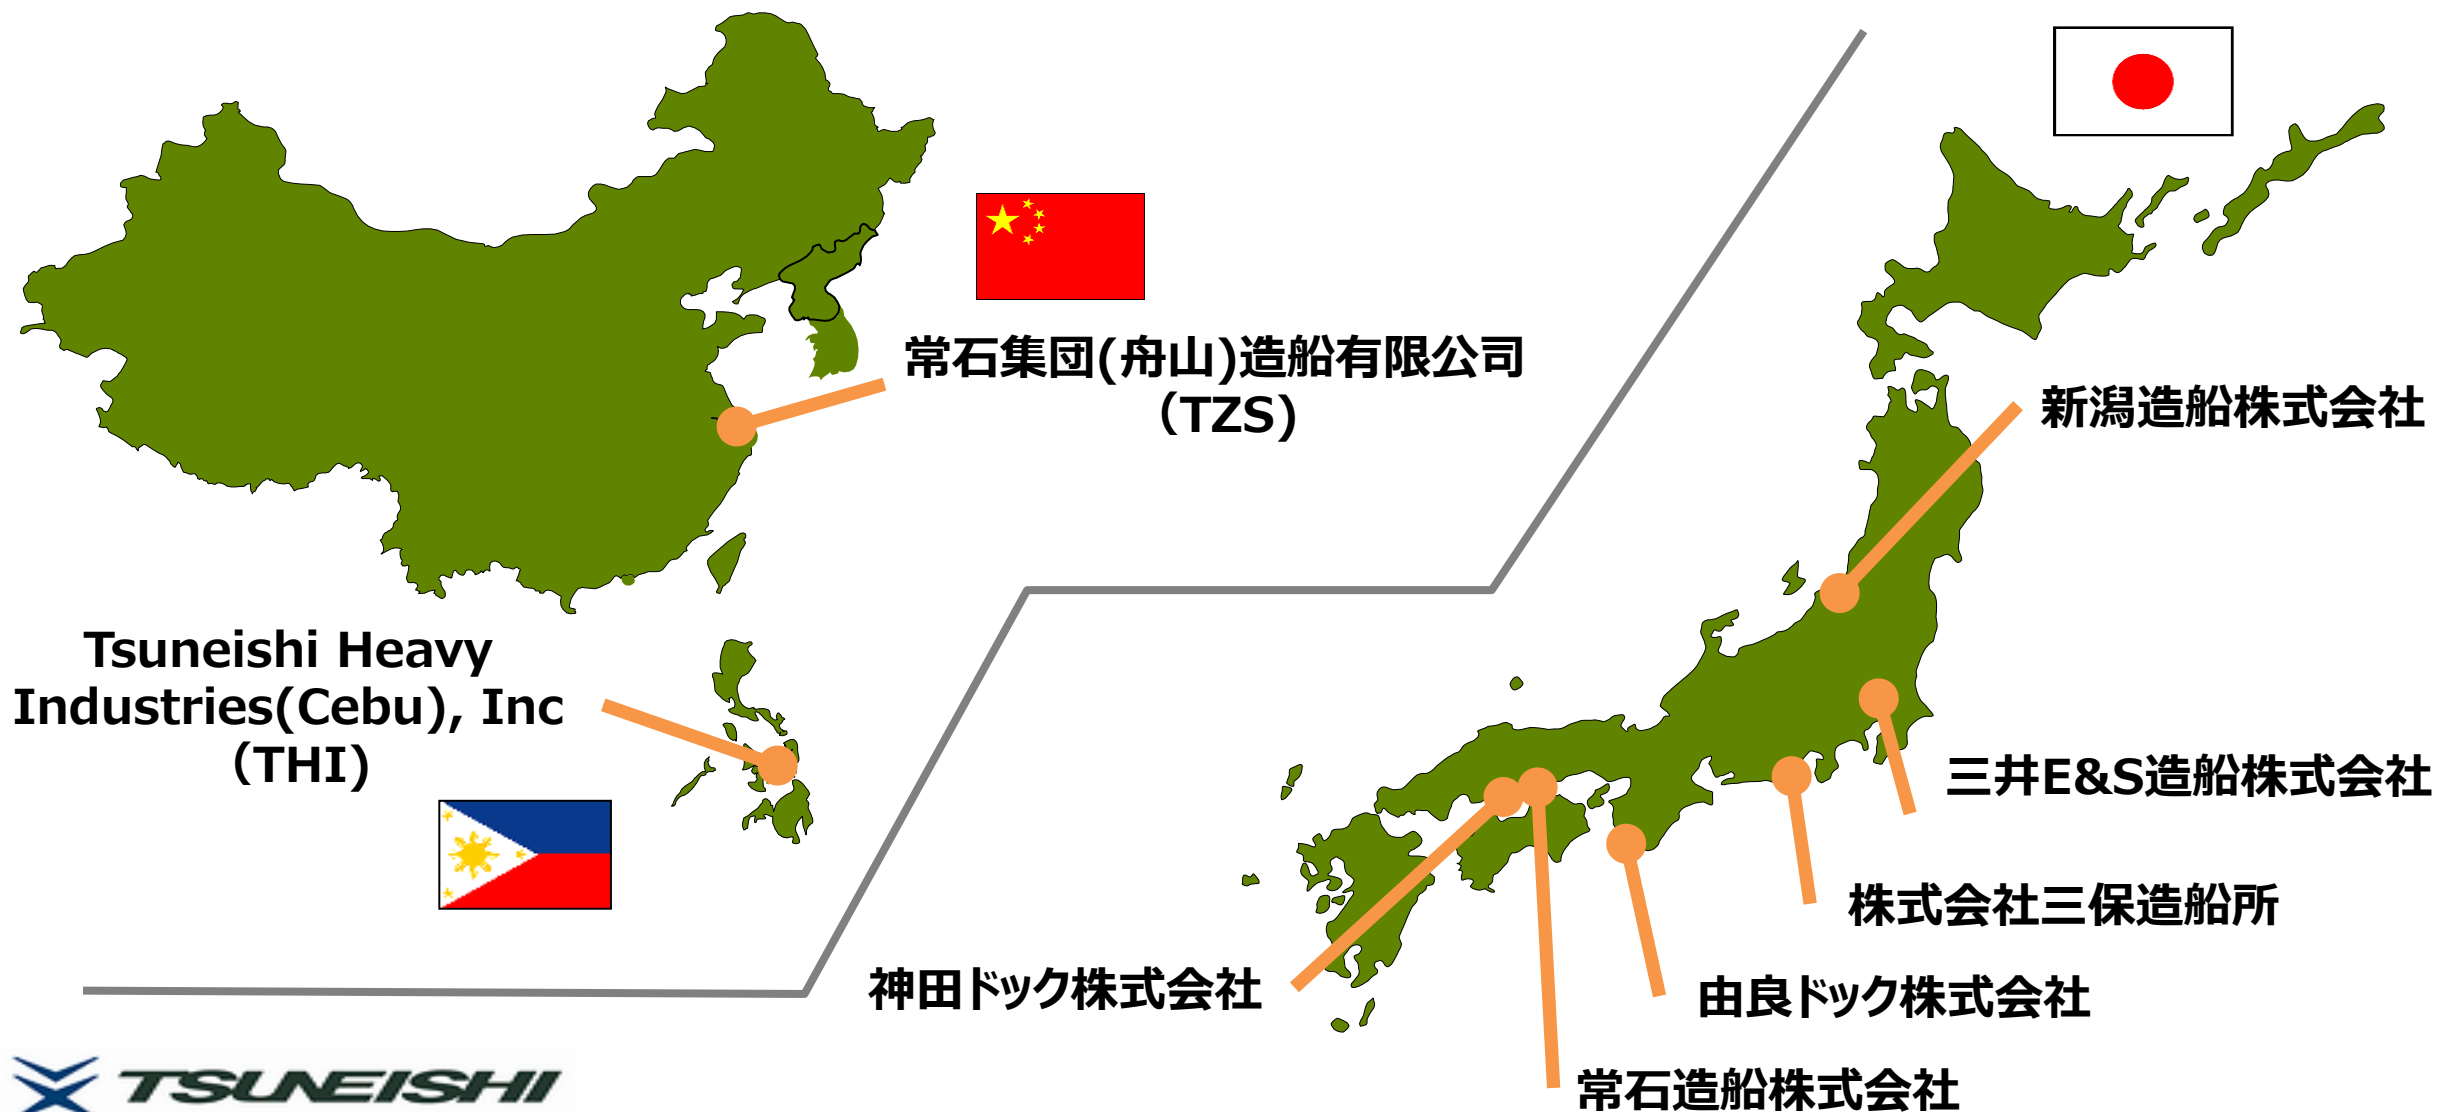 常石集団(舟山)造船有限公司
（TZS）
新潟造船株式会社
Tsuneishi Heavy
Industries(Cebu), Inc
（THI）
三井E&S造船株式会社
株式会社三保造船所
神田ドック株式会社
由良ドック株式会社
常石造船株式会社
TSUNEISHI